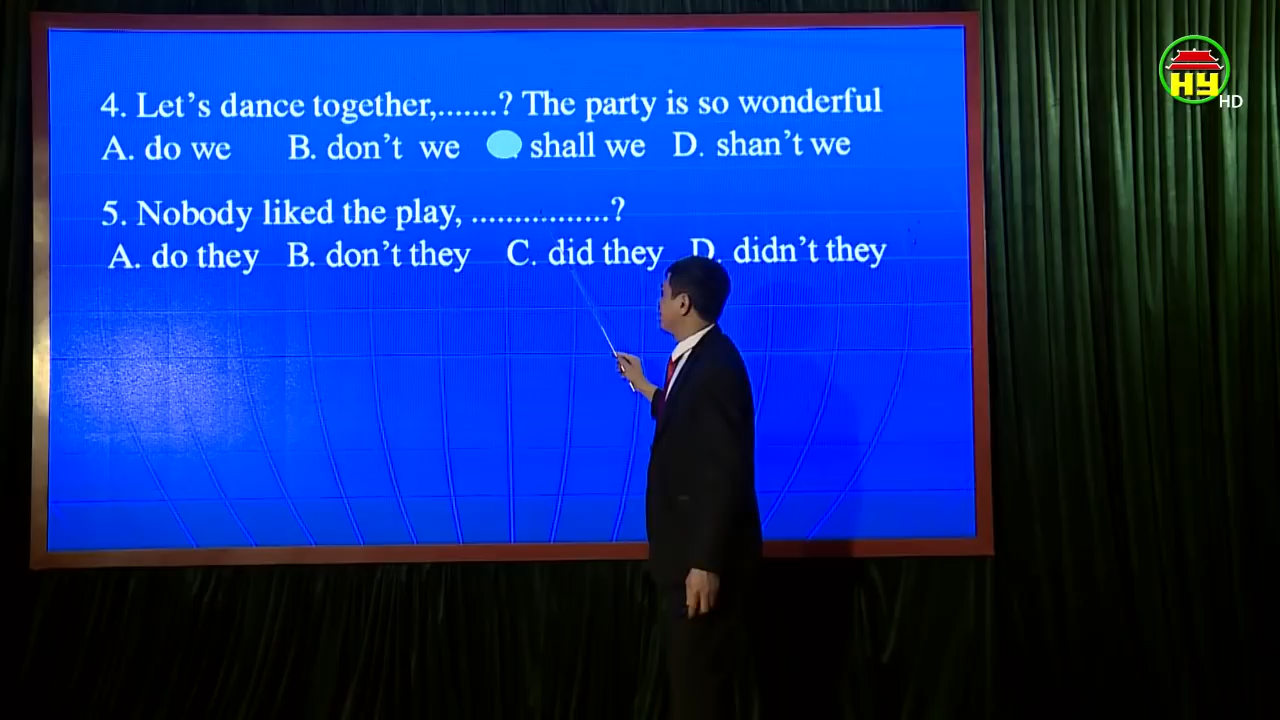 4. Let's dance together,.......? The party is so wonderful
A. do we B. don't we shall we D. shan't we
5. Nobody liked the play, ................?
A. do they B. don't they C. did they D. didn't they
HY
HD